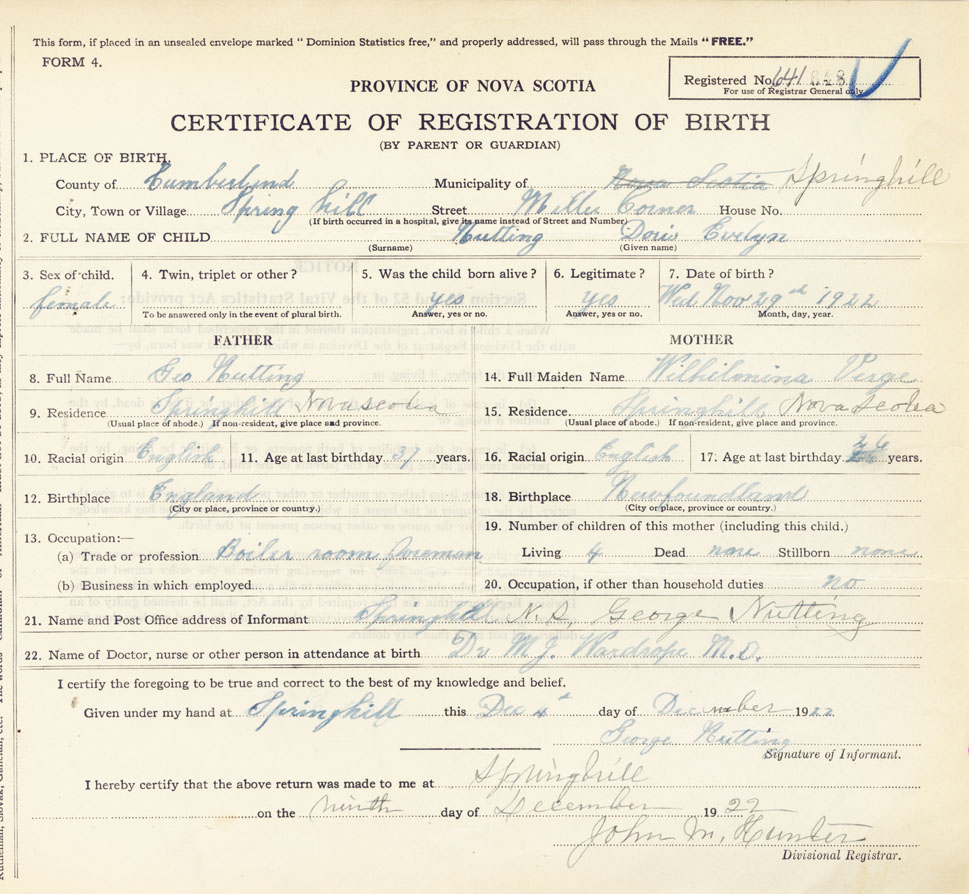 This form, if placed in an unsealed envelope marked “ Dominion Statistics free,” and properly addressed, will pass through the Mails “ FREE.”
FORM 4.
Registered No. 641
For use of Registrar General only.
PROVINCE OF NOVA SCOTIA
CERTIFICATE OF REGISTRATION OF BIRTH
(BY PARENT OR GUARDIAN)
1. PLACE OF BIRTH.
County of Cumberland Municipality of Nova Scotia Springhill
City, Town or Village Spring hill Street Mills Corner House No.
(If birth occurred in a hospital, give its name instead of Street and Number)
2. FULL NAME OF CHILD Nutting Doris Evelyn
(Surname) (Given name)
3. Sex of child. 4. Twin, triplet or other ? 5. Was the child born alive ? 6. Legitimate ? 7. Date of birth ?
female yes yes Wed Nov 29th 1922
To be answered only in the event of plural birth. Answer, yes or no. Answer, yes or no. Month, day, year.
FATHER MOTHER
8. Full Name Geo Nutting 14. Full Maiden Name Wilhilmina Verge
9. Residence Springhill Nova scotia 15. Residence Springhill Nova Scotia
(Usual place of abode.) If non-resident, give place and province. (Usual place of abode.) If non-resident, give place and province.
10. Racial origin English 11. Age at last birthday 37 years. 16. Racial origin English 17. Age at last birthday years.
12. Birthplace England 18. Birthplace Newfoundland
(City or place, province or country.) (City or place, province or country.)
13. Occupation:— 19. Number of children of this mother (including this child.)
(a) Trade or profession Boiler room foreman Living 4 Dead none Stillborn none
(b) Business in which employed 20. Occupation, if other than household duties no
21. Name and Post Office address of Informant Springhill N. S, George Nutting
22. Name of Doctor, nurse or other person in attendance at birth Dr M. J. Wardrope M.D.
I certify the foregoing to be true and correct to the best of my knowledge and belief.
Given under my hand at Springhill this Dec 4th day of December 1922
George Nutting
Signature of Informant.
I hereby certify that the above return was made to me at Springhill
on the ninth day of December 1922
John M. Hunter
Divisional Registrar.